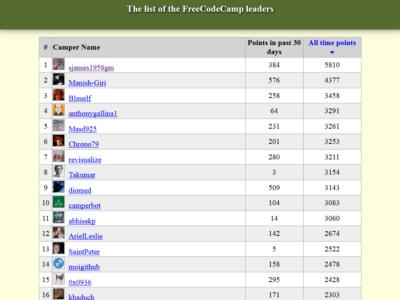 The list of the FreeCodeCamp leaders
# Camper Name Points in past 30 days All time points
1 sjames1958gm 384 5810
2 Manish-Giri 576 4377
3 Blauelf 258 3458
4 anthonygallina1 64 3291
5 Masd925 231 3261
6 Chrono79 201 3253
7 revisualize 280 3211
8 Takumar 3 3154
9 diomed 509 3143
10 camperbot 104 3083
11 abhisekp 14 3060
12 ArielLeslie 142 2674
13 SaintPeter 5 2522
14 moigithub 158 2478
15 0x0936 295 2428
16 khaduch 171 2303